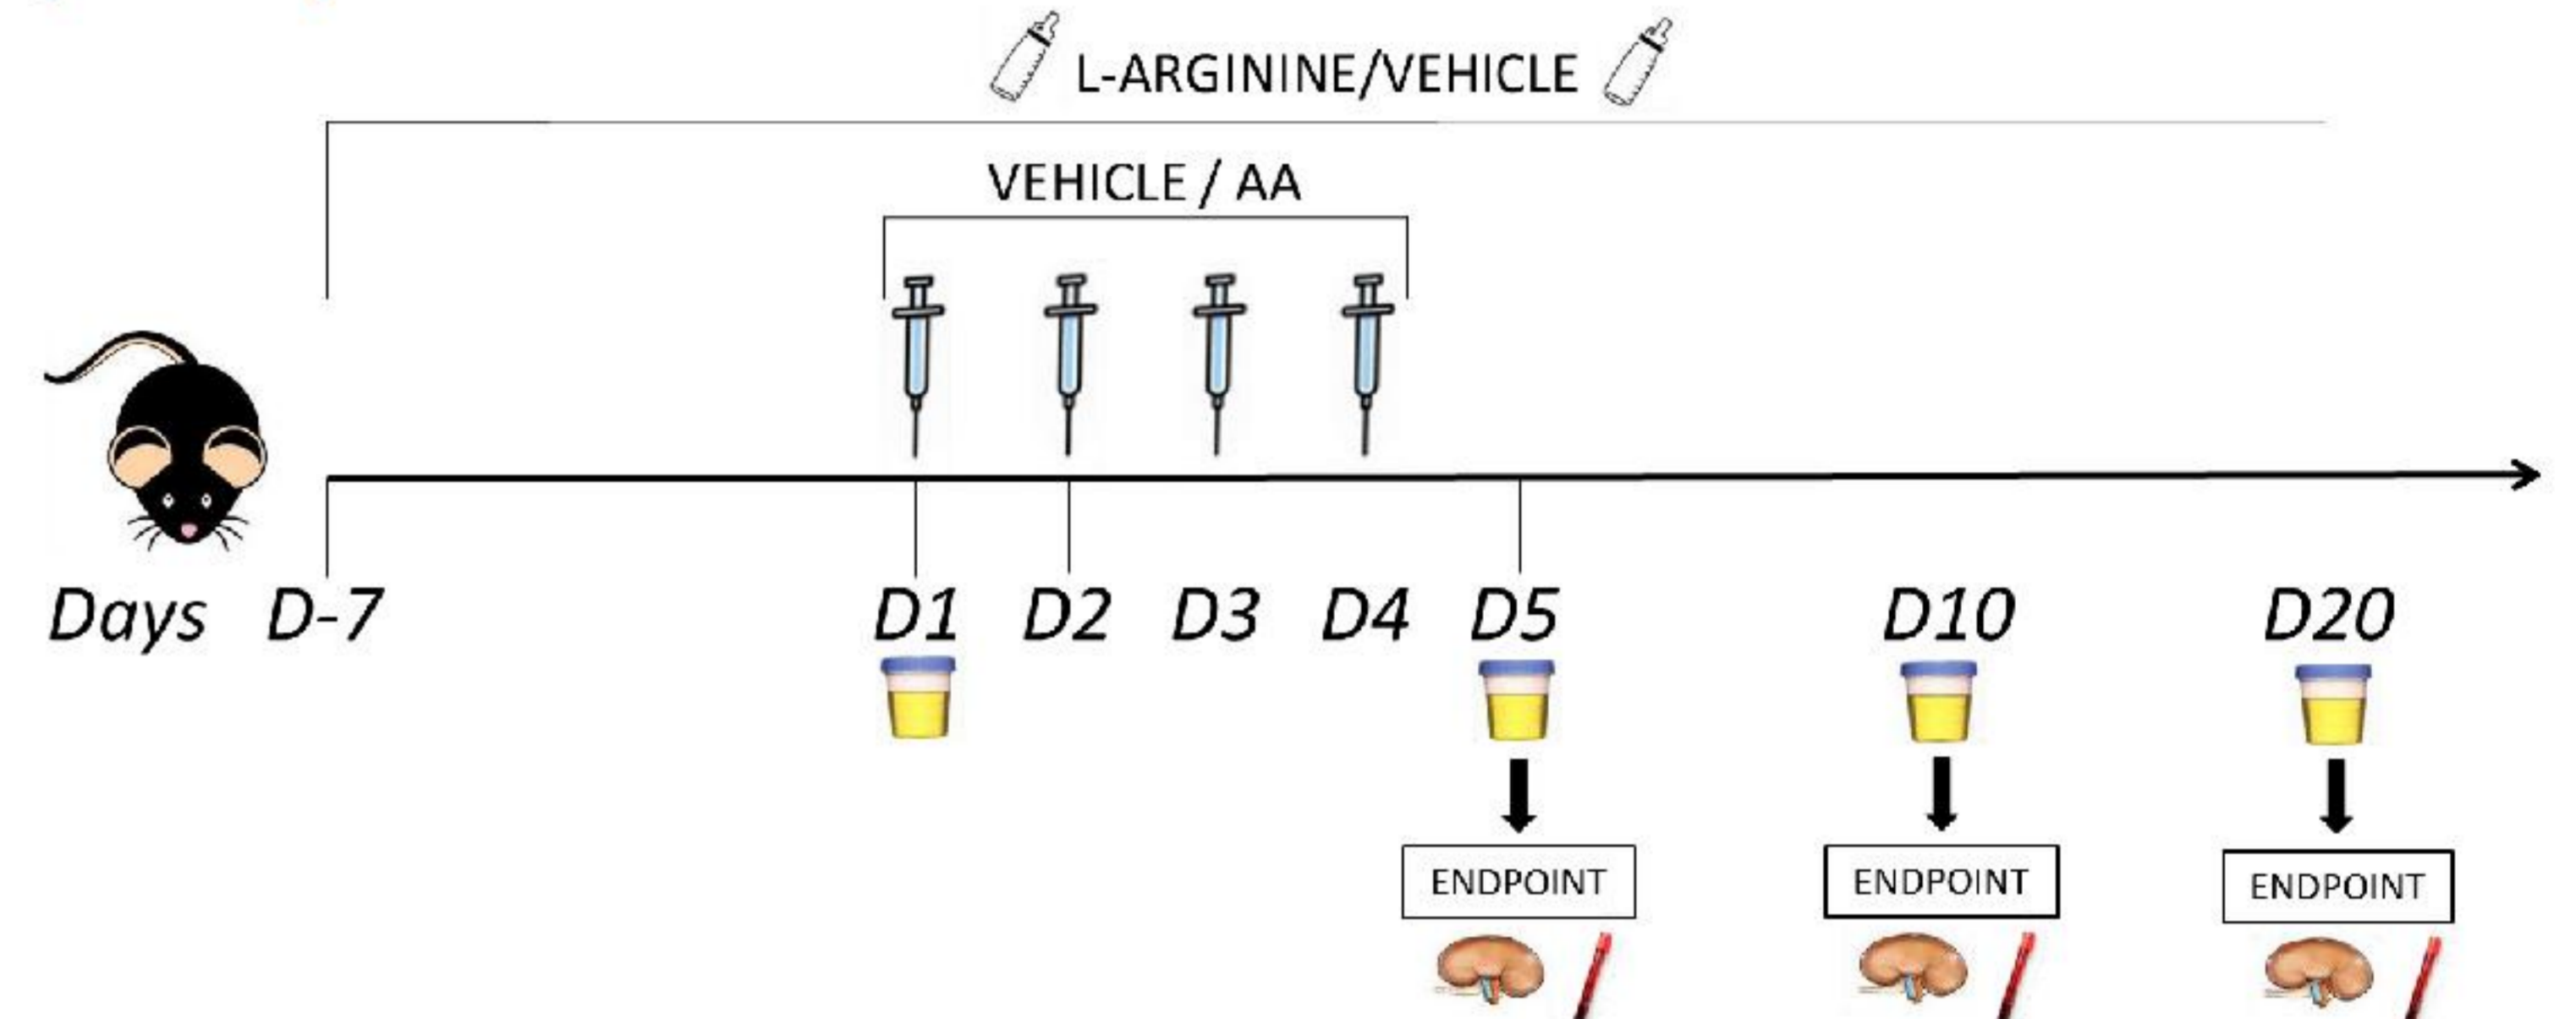 L-ARGININE/VEHICLE
VEHICLE / AA
Days D-7 D1 D2 D3 D4 D5 D10 D20
ENDPOINT ENDPOINT ENDPOINT